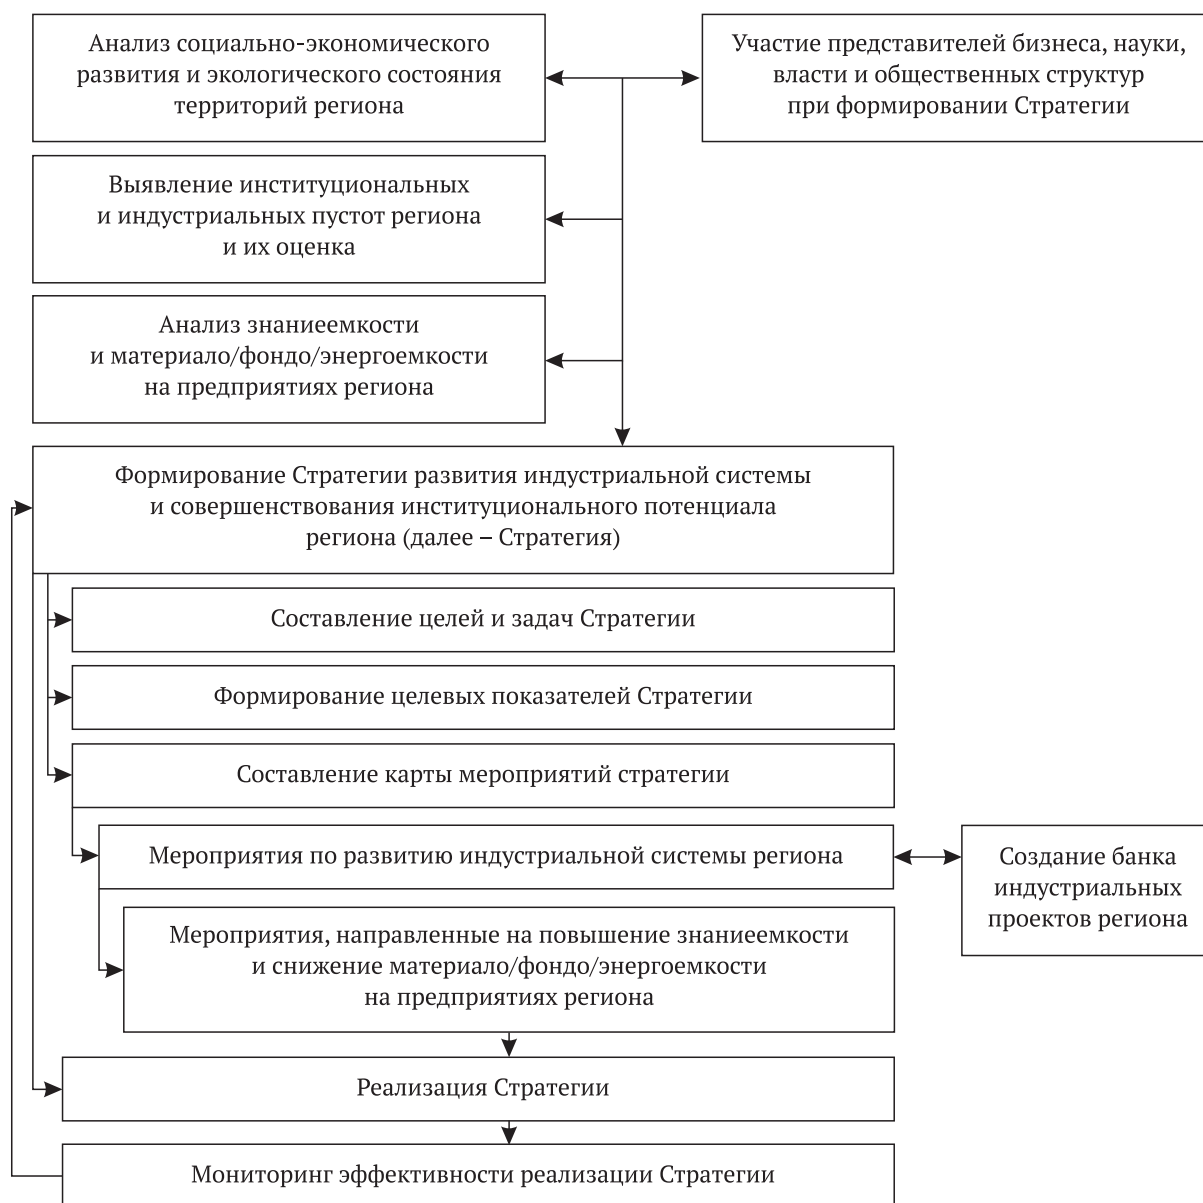 Анализ социально-экономического
развития и экологического состояния
территорий региона
Участие представителей бизнеса, науки,
власти и общественных структур
при формировании Стратегии
Выявление институциональных
и индустриальных пустот региона
и их оценка
Анализ знаниеемкости
и материало/фондо/энергоемкости
на предприятиях региона
Формирование Стратегии развития индустриальной системы
и совершенствования институционального потенциала
региона (далее – Стратегия)
Составление целей и задач Стратегии
Формирование целевых показателей Стратегии
Составление карты мероприятий стратегии
Мероприятия по развитию индустриальной системы региона
Создание банка
индустриальных
проектов региона
Мероприятия, направленные на повышение знаниеемкости
и снижение материало/фондо/энергоемкости
на предприятиях региона
Реализация Стратегии
Мониторинг эффективности реализации Стратегии